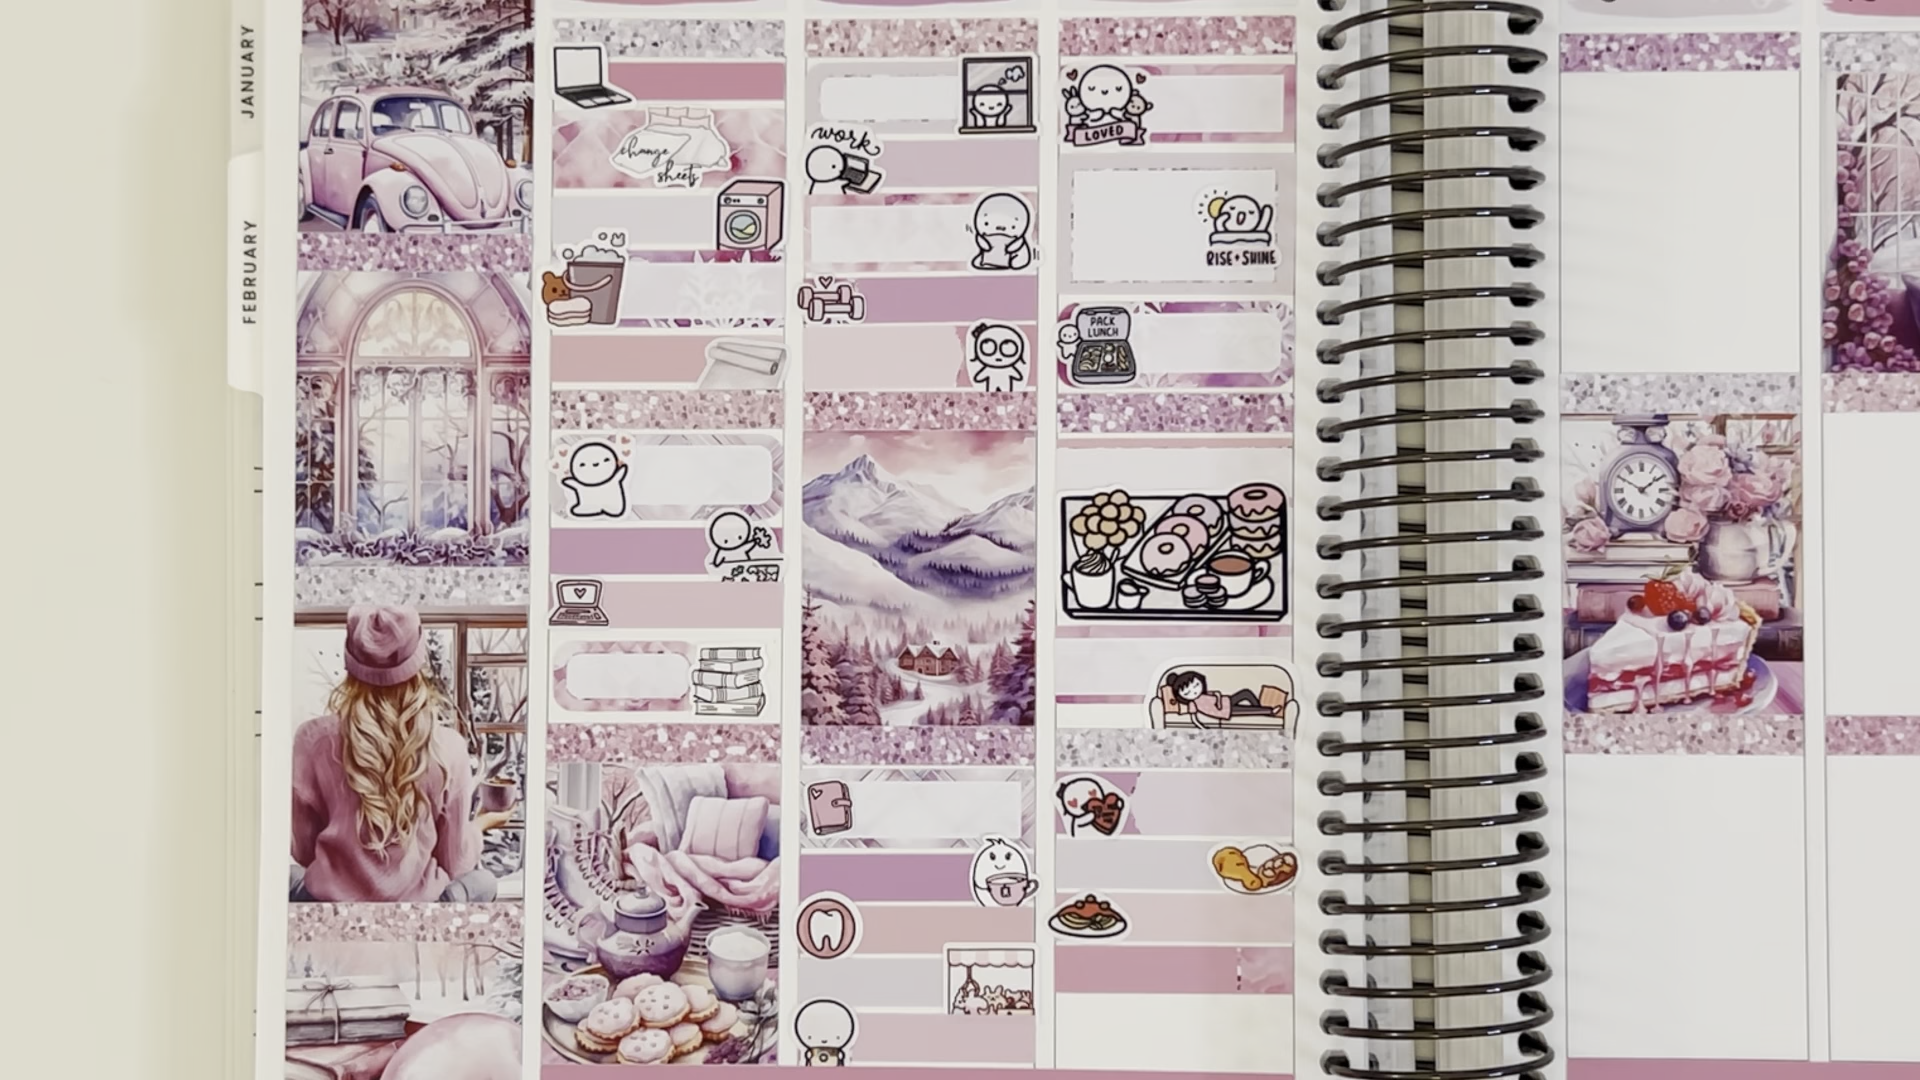 JANUARY
FEBRUARY
change
sheets
work
LOVED
RISE + SHINE
PACK
LUNCH